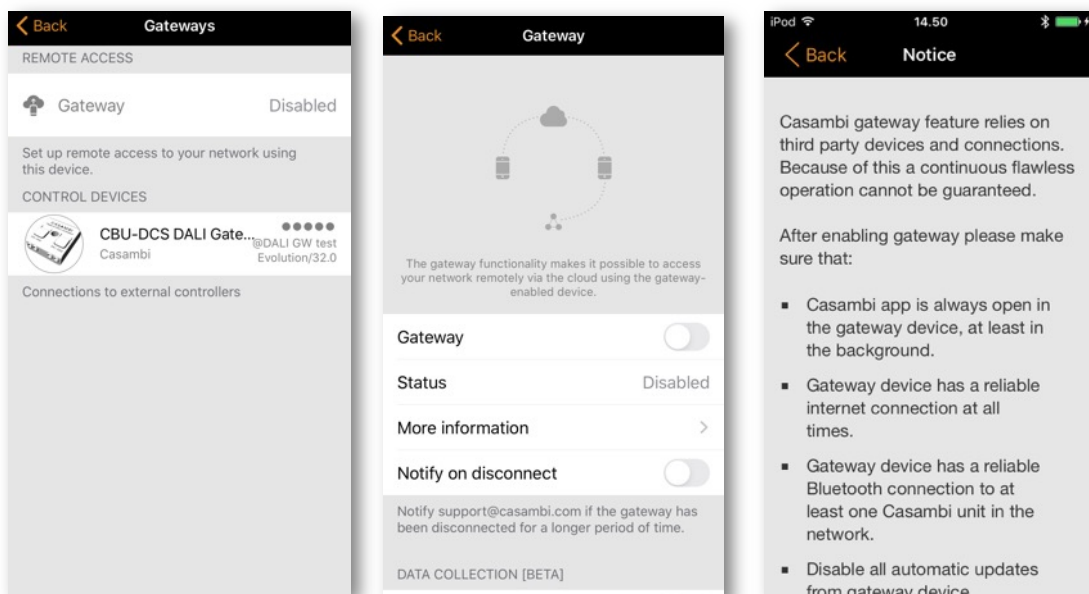 Back Gateways
REMOTE ACCESS
Gateway Disabled
Set up remote access to your network using
this device.
CONTROL DEVICES
CBU-DCS DALI Gate...
@DALI GW test
Casambi
Evolution/32.0
Connections to external controllers
Back Gateway
The gateway functionality makes it possible to access
your network remotely via the cloud using the gateway-
enabled device.
Gateway
Status Disabled
More information
Notify on disconnect
Notify support@casambi.com if the gateway has
been disconnected for a longer period of time.
DATA COLLECTION [BETA]
iPod 14.50
Back Notice
Casambi gateway feature relies on
third party devices and connections.
Because of this a continuous flawless
operation cannot be guaranteed.
After enabling gateway please make
sure that:
▪ Casambi app is always open in
the gateway device, at least in
the background.
▪ Gateway device has a reliable
internet connection at all
times.
▪ Gateway device has a reliable
Bluetooth connection to at
least one Casambi unit in the
network.
▪ Disable all automatic updates
from gateway device